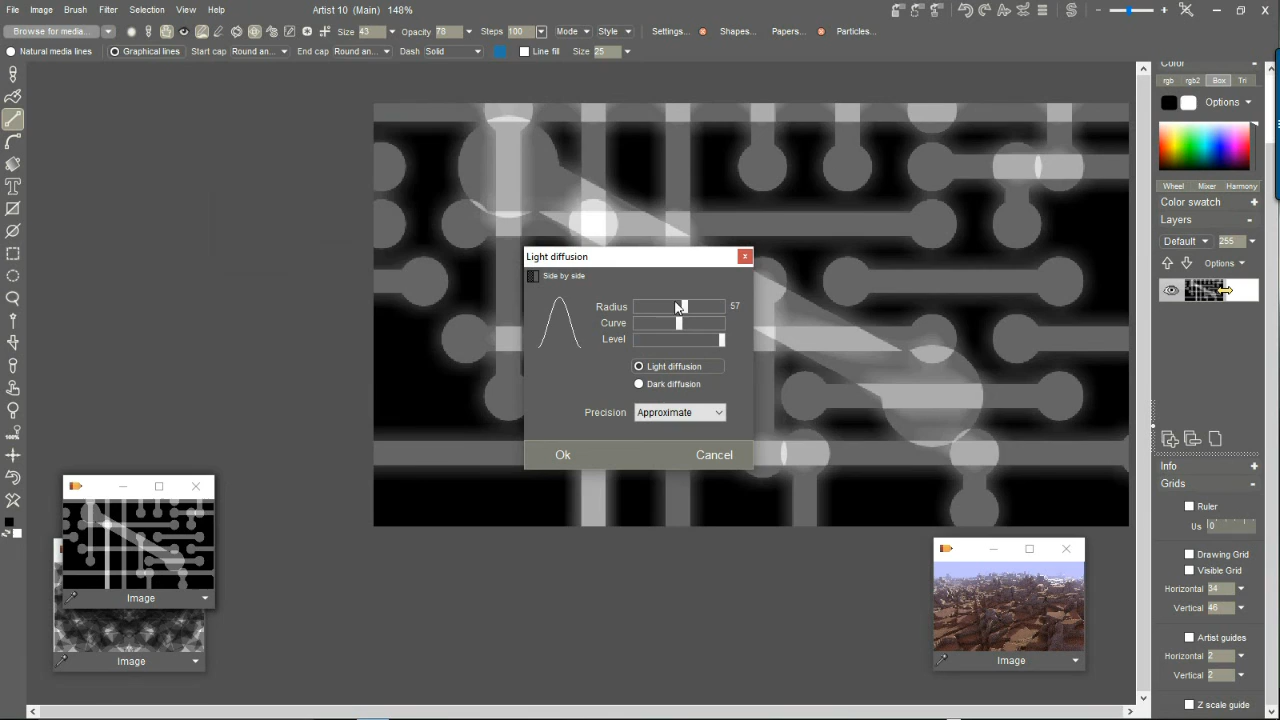 File Image Brush Filter Selection View Help Artist 10 (Main) 148%
Browse for media... Size 43 Opacity 78 Steps 100 Mode Style Settings... Shapes... Papers... Particles...
Natural media lines Graphical lines Start cap Round an... End cap Round an... Dash Solid Line fill Size 25
Color
rgb rgb2 Box Tri
Options
Wheel Mixer Harmony
Color swatch
Layers
Default 255
Options
Light diffusion
Side by side
Radius 57
Curve
Level
Light diffusion
Dark diffusion
Precision Approximate
Ok Cancel
Info
Grids
Ruler
Us 0
Drawing Grid
Visible Grid
Horizontal 34
Vertical 46
Artist guides
Horizontal 2
Vertical 2
Z scale guide
Image
Image
Image